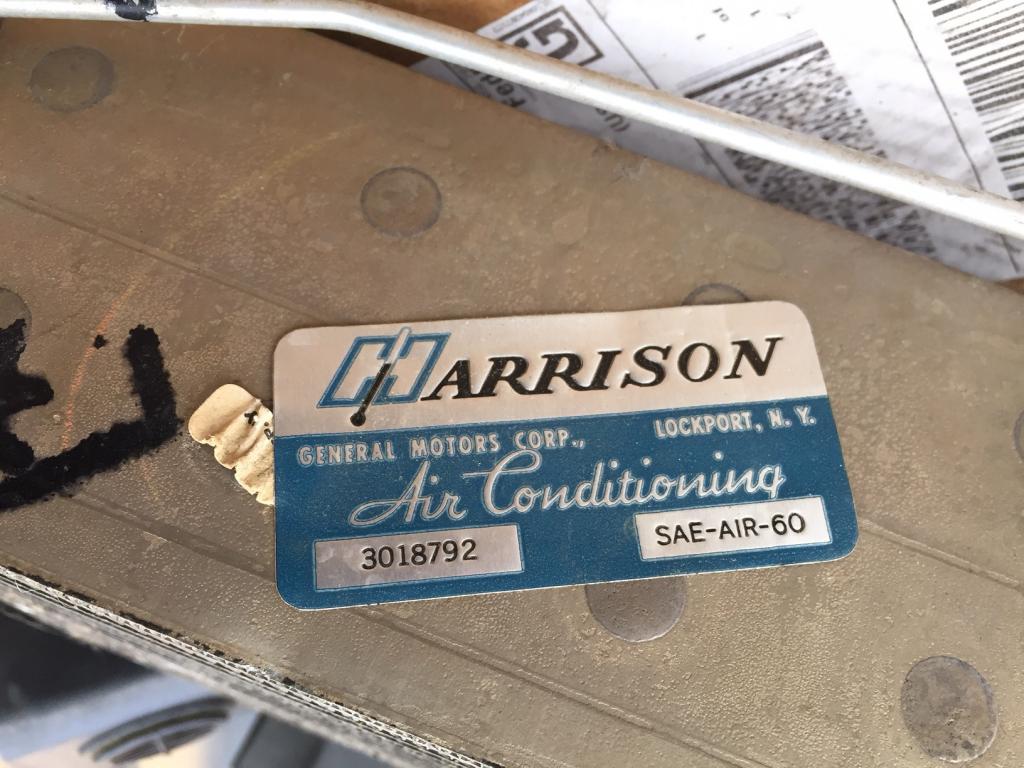 HARRISON
GENERAL MOTORS CORP., LOCKPORT, N. Y.
Air Conditioning
3018792 SAE-AIR-60